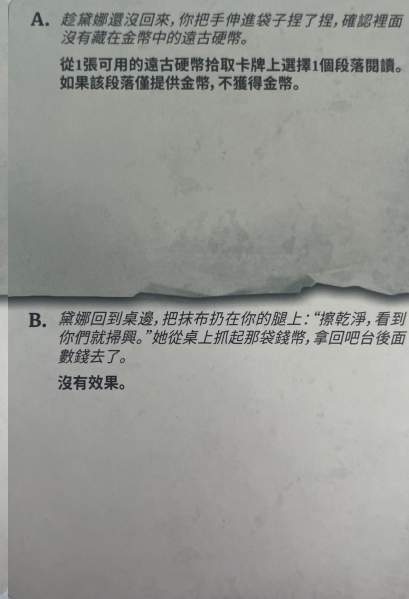 A. 趁黛娜還沒回來，你把手伸進袋子捏了捏，確認裡面
沒有藏在金幣中的遠古硬幣。
從1張可用的遠古硬幣拾取卡牌上選擇1個段落閱讀。
如果該段落僅提供金幣，不獲得金幣。
B. 黛娜回到桌邊，把抹布扔在你的腿上：“擦乾淨，看到
你們就掃興。”她從桌上抓起那袋錢幣，拿回吧台後面
數錢去了。
沒有效果。